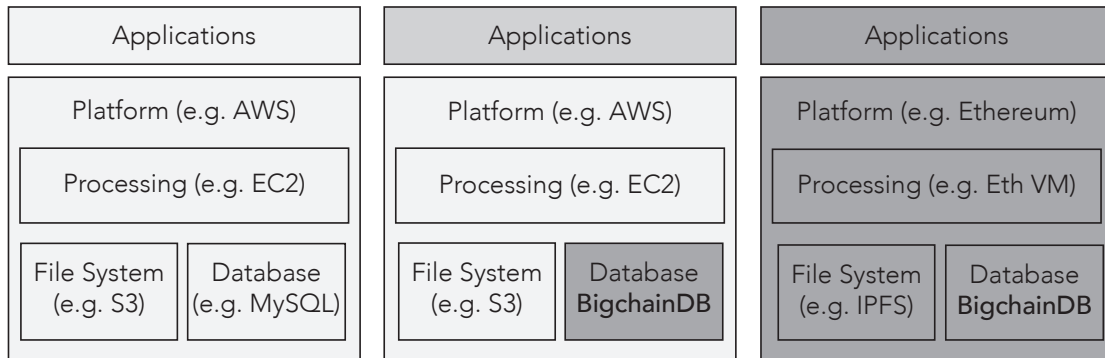 Applications
Platform (e.g. AWS)
Processing (e.g. EC2)
File System
(e.g. S3)
Database
(e.g. MySQL)
Applications
Platform (e.g. AWS)
Processing (e.g. EC2)
File System
(e.g. S3)
Database
BigchainDB
Applications
Platform (e.g. Ethereum)
Processing (e.g. Eth VM)
File System
(e.g. IPFS)
Database
BigchainDB